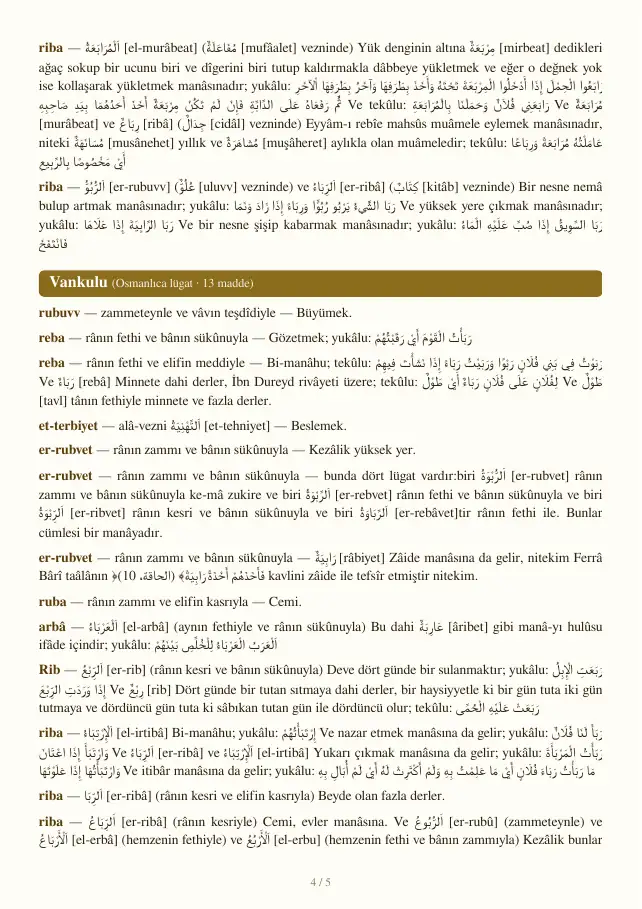 riba — اَلْمُرَابَعَةُ [el-murâbeat] (مُفَاعَلَةٌ [mufâalet] vezninde) Yük denginin altına مِرْبَعَةٌ [mirbeat] dedikleri
ağaç sokup bir ucunu biri ve dîgerini biri tutup kaldırmakla dâbbeye yükletmek ve eğer o değnek yok
ise kollaşarak yükletmek manâsınadır; yukâlu: رَابَعُوا الْحِمْلَ إِذَا أَدْخَلُوا الْمِرْبَعَةَ تَحْتَهُ وَأَخَذَ بِطَرَفِهَا وَآخَرُ بِطَرَفِهَا الْآخَرِ
ثُمَّ رَفَعَاهُ عَلَى الدَّابَّةِ فَإِنْ لَمْ تَكُنْ مِرْبَعَةٌ أَخَذَ أَحَدُهُمَا بِيَدِ صَاحِبِهِ Ve tekûlu: رَابَعَنِي فُلَانٌ وَحَمَلْنَا بِالْمُرَابَعَةِ Ve مُرَابَعَةٌ
[murâbeat] ve رِبَاعٌ [ribâ] (جِدَالٌ [cidâl] vezninde) Eyyâm-ı rebîe mahsûs muâmele eylemek manâsınadır,
niteki مُسَانَهَةٌ [musânehet] yıllık ve مُشَاهَرَةٌ [muşâheret] aylıkla olan muâmeledir; tekûlu: عَامَلْتُهُ مُرَابَعَةً وَرِبَاعًا
أَيْ مَخْصُوصًا بِالرَّبِيعِ
riba — اَلرُّبُوُّ [er-rubuvv] (عُلُوٌّ [uluvv] vezninde) ve اَلرِّبَاءُ [er-ribâ] (كِتَابٌ [kitâb] vezninde) Bir nesne nemâ
bulup artmak manâsınadır; yukâlu: رَبَا الشَّيْءُ يَرْبُو رُبُوًّا وَرِبَاءً إِذَا زَادَ وَنَمَا Ve yüksek yere çıkmak manâsınadır;
yukâlu: رَبَا الرَّابِيَةَ إِذَا عَلَاهَا Ve bir nesne şişip kabarmak manâsınadır; yukâlu: رَبَا السَّوِيقُ إِذَا صُبَّ عَلَيْهِ الْمَاءُ
فَانْتَفَخَ
Vankulu (Osmanlıca lügat · 13 madde)
rubuvv — zammeteynle ve vâvın teşdîdiyle — Büyümek.
reba — rânın fethi ve bânın sükûnuyla — Gözetmek; yukâlu: رَبَأْتُ الْقَوْمَ أَيْ رَقَبْتُهُمْ
reba — rânın fethi ve elifin meddiyle — Bi-manâhu; tekûlu: رَبَوْتُ فِي بَنِي فُلَانٍ رَبْوًا وَرَبَيْتُ رَبَاءً إِذَا نَشَأْتَ فِيهِمْ
Ve رَبَاءٌ [rebâ] Minnete dahi derler, İbn Dureyd rivâyeti üzere; tekûlu: لِفُلَانٍ عَلَى فُلَانٍ رَبَاءٌ أَيْ طَوْلٌ Ve طَوْلٌ
[tavl] tânın fethiyle minnete ve fazla derler.
et-terbiyet — alâ-vezni اَلتَّهْنِيَةُ [et-tehniyet] — Beslemek.
er-rubvet — rânın zammı ve bânın sükûnuyla — Kezâlik yüksek yer.
er-rubvet — rânın zammı ve bânın sükûnuyla — bunda dört lügat vardır:biri اَلرُّبْوَةُ [er-rubvet] rânın
zammı ve bânın sükûnuyla ke-mâ zukire ve biri اَلرَّبْوَةُ [er-rebvet] rânın fethi ve bânın sükûnuyla ve biri
اَلرِّبْوَةُ [er-ribvet] rânın kesri ve bânın sükûnuyla ve biri اَلرَّبَاوَةُ [er-rebâvet]tir rânın fethi ile. Bunlar
cümlesi bir manâyadır.
er-rubvet — rânın zammı ve bânın sükûnuyla — رَابِيَةٌ [râbiyet] Zâide manâsına da gelir, nitekim Ferrâ
Bârî taâlânın ﴿فَأَخَذَهُمْ أَخْذَةً رَابِيَةً﴾ (الحاقة، 10) kavlini zâide ile tefsîr etmiştir nitekim.
ruba — rânın zammı ve elifin kasrıyla — Cemi.
arbâ — اَلْعَرْبَاءُ [el-arbâ] (aynın fethiyle ve rânın sükûnuyla) Bu dahi عَارِبَةٌ [âribet] gibi manâ-yı hulûsu
ifâde içindir; yukâlu: اَلْعَرَبُ الْعَرْبَاءُ لِلْخُلَّصِ بَيْنَهُمْ
Rib — اَلرِّبْعُ [er-rib] (rânın kesri ve bânın sükûnuyla) Deve dört günde bir sulanmaktır; yukâlu: رَبَعَتِ الْإِبِلُ
إِذَا وَرَدَتِ الرِّبْعَ Ve رِبْعٌ [rib] Dört günde bir tutan sıtmaya dahi derler, bir haysiyyetle ki bir gün tuta iki gün
tutmaya ve dördüncü gün tuta ki sâbıkan tutan gün ile dördüncü olur; tekûlu: رَبَعَتْ عَلَيْهِ الْحُمَّى
riba — اَلْاِرْتِبَاءُ [el-irtibâ] Bi-manâhu; yukâlu: اِرْتَبَأْتُهُمْ Ve nazar etmek manâsına da gelir; yukâlu: رَبَأَ لَنَا فُلَانٌ
وَارْتَبَأَ إِذَا اعْتَانَ Ve اَلرِّبَاءُ [er-ribâ] ve اَلْاِرْتِبَاءُ [el-irtibâ] Yukarı çıkmak manâsına da gelir; yukâlu: رَبَأْتُ الْمَرْبَأَةَ
وَارْتَبَأْتُهَا إِذَا عَلَوْتَهَا Ve itibâr manâsına da gelir; yukâlu: مَا رَبَأْتُ رَبَاءَ فُلَانٍ أَيْ مَا عَلِمْتُ بِهِ وَلَمْ أَكْتَرِثْ لَهُ أَيْ لَمْ أُبَالِ بِهِ
riba — اَلرِّبَا [er-ribâ] (rânın kesri ve elifin kasrıyla) Beyde olan fazla derler.
riba — اَلرِّبَاعُ [er-ribâ] (rânın kesriyle) Cemi, evler manâsına. Ve اَلرُّبُوعُ [er-rubû] (zammeteynle) ve
اَلْأَرْبَاعُ [el-erbâ] (hemzenin fethiyle) ve اَلْأَرْبُعُ [el-erbu] (hemzenin fethi ve bânın zammıyla) Kezâlik bunlar
4 / 5